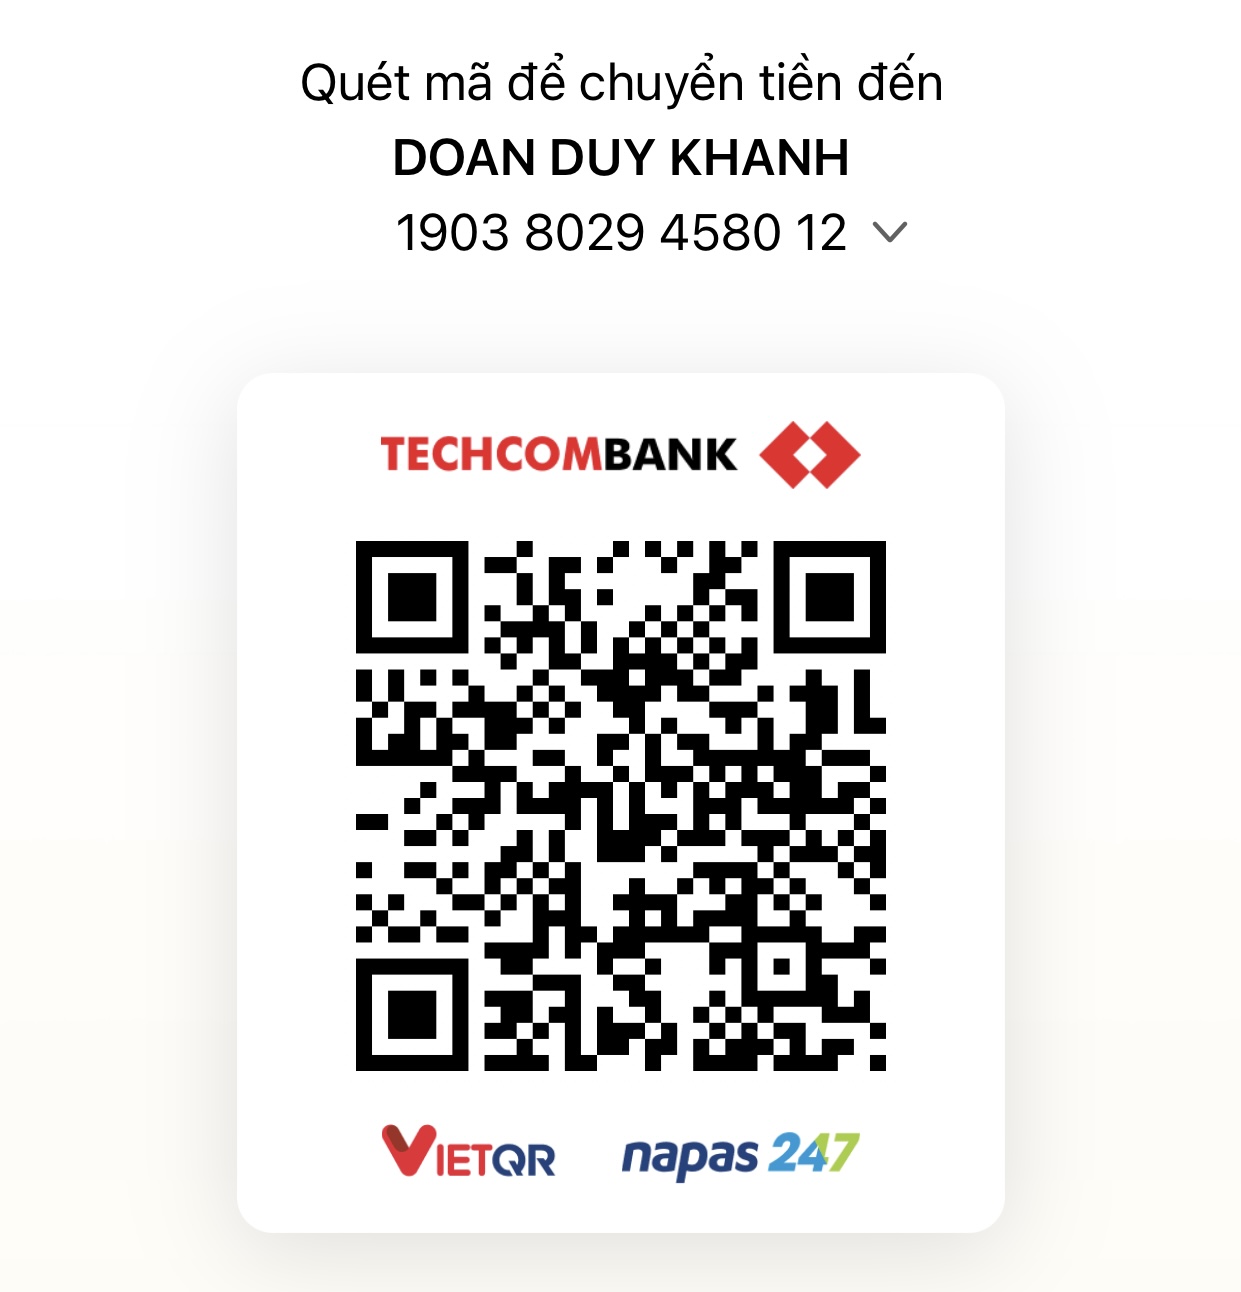 Quét mã để chuyển tiền đến
DOAN DUY KHANH
1903 8029 4580 12
TECHCOMBANK
VIETQR
napas 247